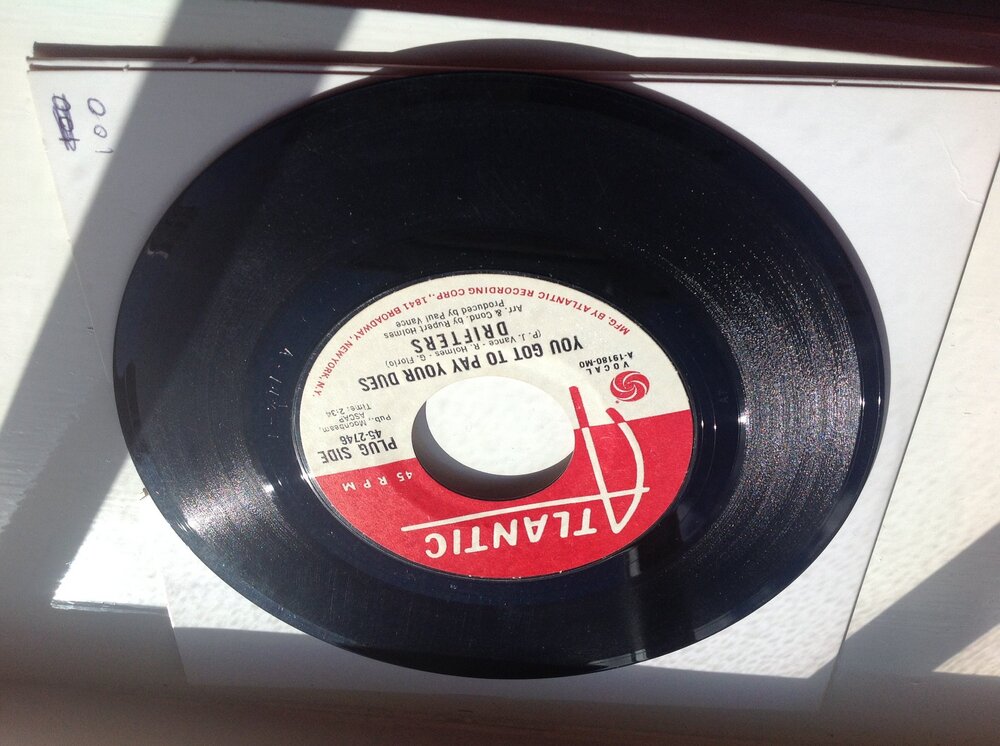 100
ATLANTIC
45 RPM
PLUG SIDE
45-2746
Pub., Moonbeam,
ASCAP
Time: 2:34
VOCAL
A-19180-MO
YOU GOT TO PAY YOUR DUES
(P. J. Vance - R. Holmes - G. Florio)
DRIFTERS
Arr. & Cond. by Rupert Holmes
Produced by Paul Vance
MFG. BY ATLANTIC RECORDING CORP., 1841 BROADWAY, NEW YORK, N.Y.